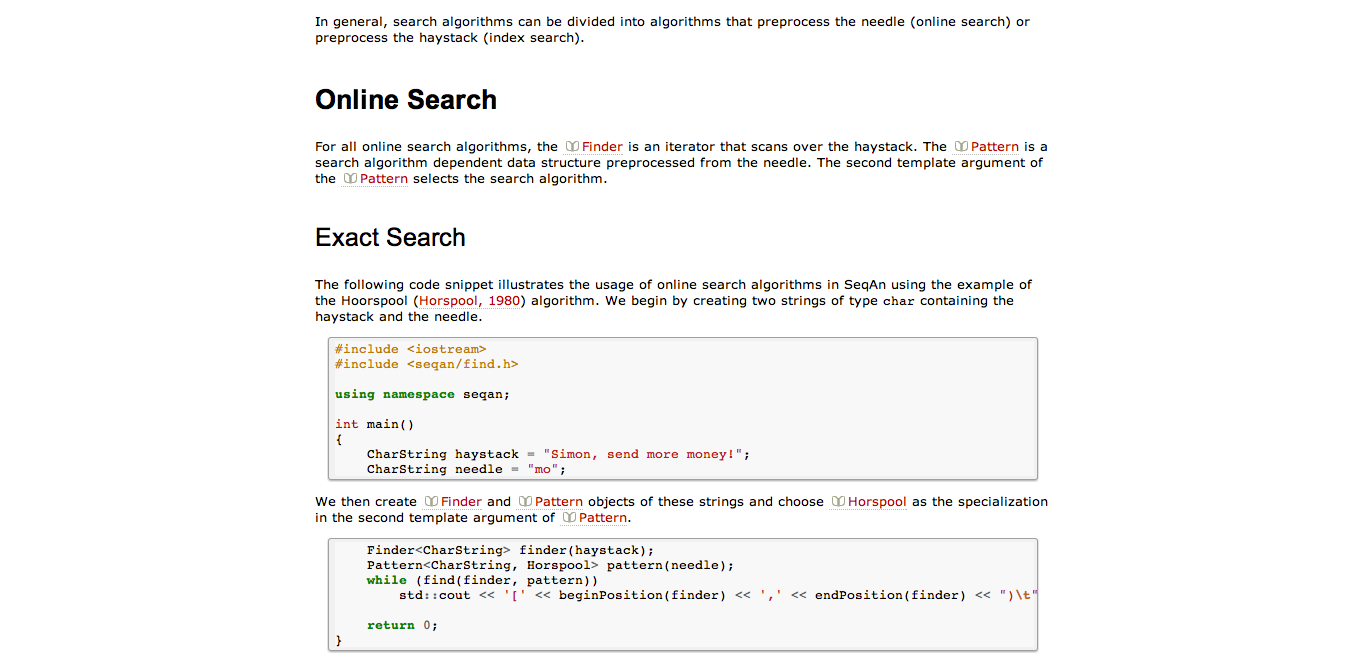 In general, search algorithms can be divided into algorithms that preprocess the needle (online search) or
preprocess the haystack (index search).
Online Search
For all online search algorithms, the Finder is an iterator that scans over the haystack. The Pattern is a
search algorithm dependent data structure preprocessed from the needle. The second template argument of
the Pattern selects the search algorithm.
Exact Search
The following code snippet illustrates the usage of online search algorithms in SeqAn using the example of
the Hoorspool (Horspool, 1980) algorithm. We begin by creating two strings of type char containing the
haystack and the needle.
#include <iostream>
#include <seqan/find.h>
using namespace seqan;
int main()
{
    CharString haystack = "Simon, send more money!";
    CharString needle = "mo";
We then create Finder and Pattern objects of these strings and choose Horspool as the specialization
in the second template argument of Pattern.
    Finder<CharString> finder(haystack);
    Pattern<CharString, Horspool> pattern(needle);
    while (find(finder, pattern))
        std::cout << '[' << beginPosition(finder) << ',' << endPosition(finder) << ")\t"
    return 0;
}